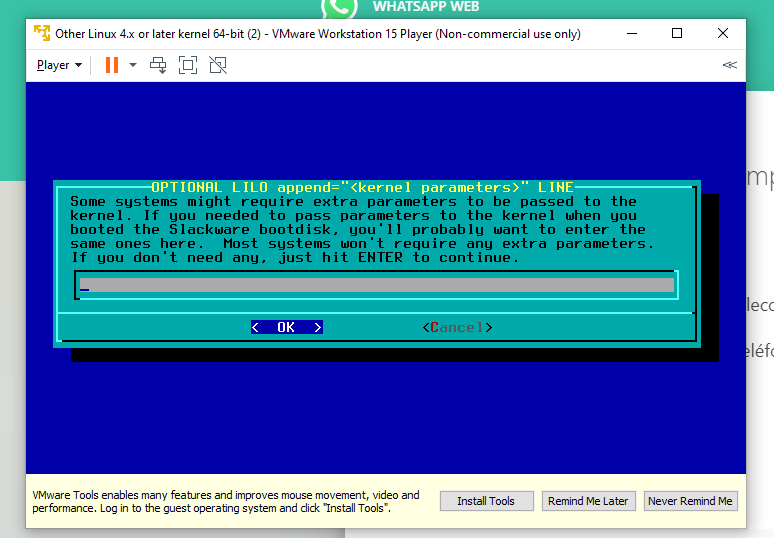 WHATSAPP WEB
Other Linux 4.x or later kernel 64-bit (2) - VMware Workstation 15 Player (Non-commercial use only)
Player
OPTIONAL LILO append="<kernel parameters>" LINE
Some systems might require extra parameters to be passed to the
kernel. If you needed to pass parameters to the kernel when you
booted the Slackware bootdisk, you'll probably want to enter the
same ones here.  Most systems won't require any extra parameters.
If you don't need any, just hit ENTER to continue.
<  OK  > <Cancel>
VMware Tools enables many features and improves mouse movement, video and
performance. Log in to the guest operating system and click "Install Tools".
Install Tools Remind Me Later Never Remind Me